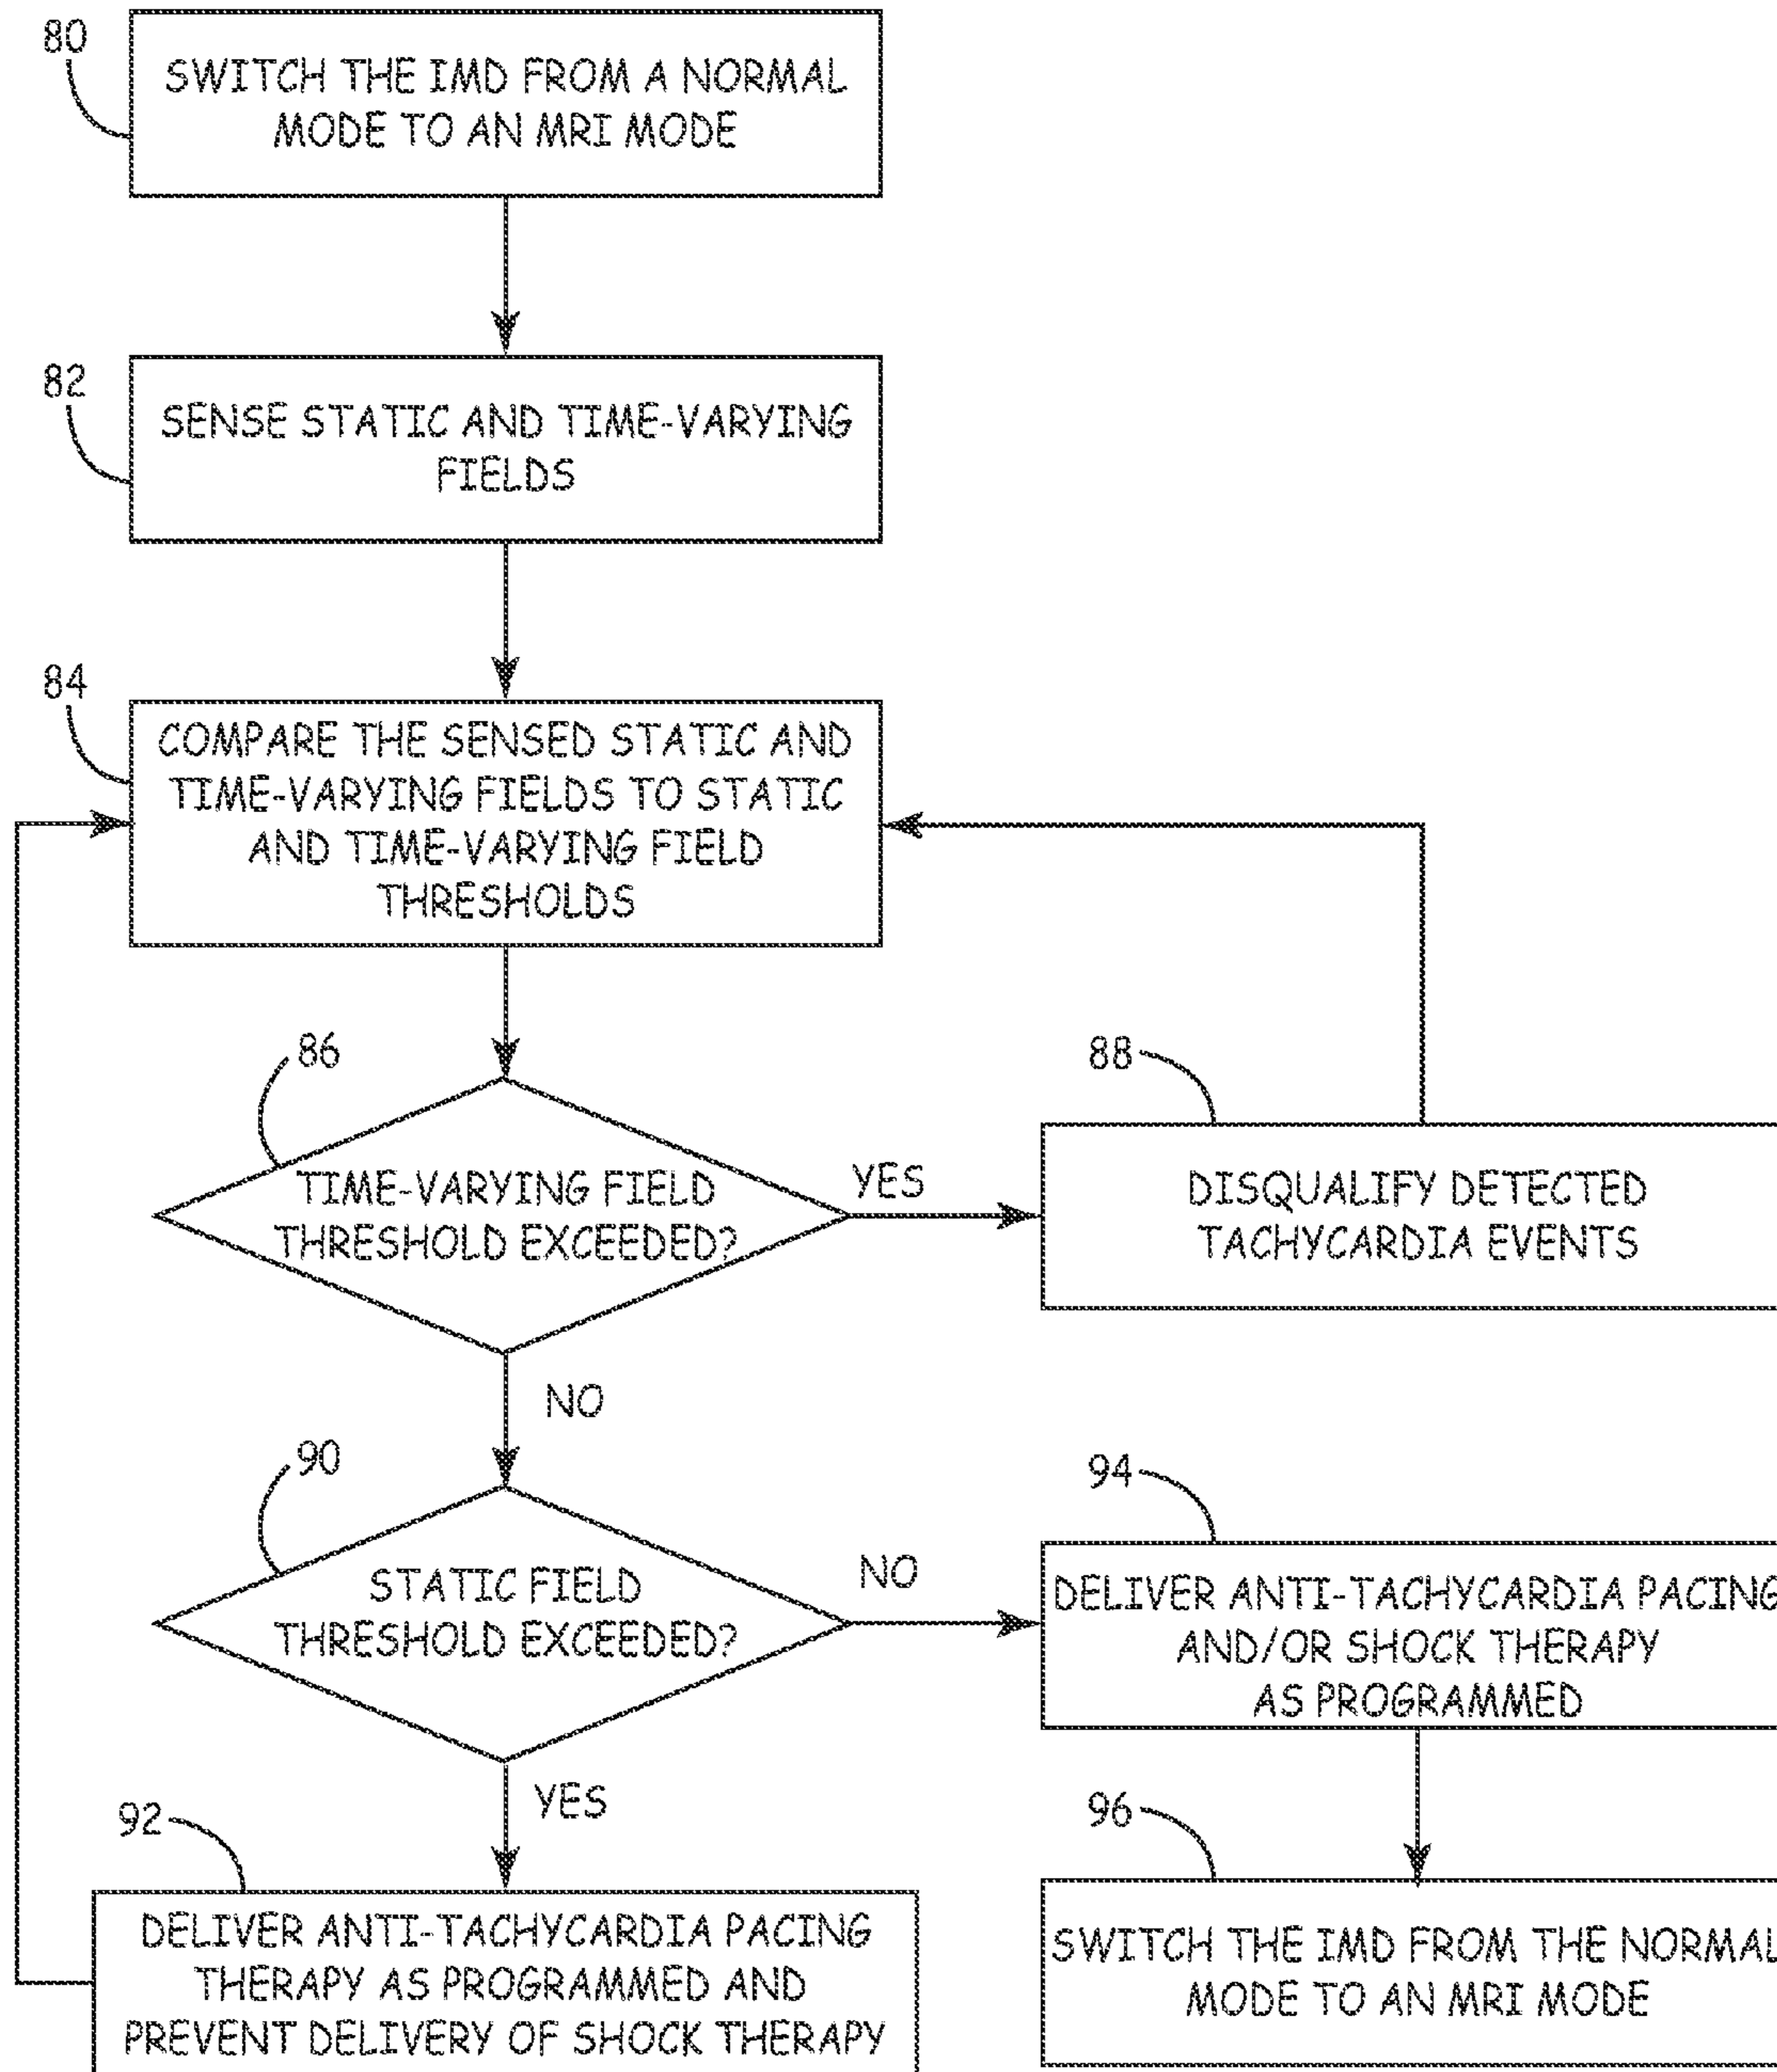 80
SWITCH THE IMD FROM A NORMAL
MODE TO AN MRI MODE
82
SENSE STATIC AND TIME-VARYING
FIELDS
84
COMPARE THE SENSED STATIC AND
TIME-VARYING FIELDS TO STATIC
AND TIME-VARYING FIELD
THRESHOLDS
86
TIME-VARYING FIELD
THRESHOLD EXCEEDED?
YES
88
DISQUALIFY DETECTED
TACHYCARDIA EVENTS
NO
90
STATIC FIELD
THRESHOLD EXCEEDED?
NO
94
DELIVER ANTI-TACHYCARDIA PACING
AND/OR SHOCK THERAPY
AS PROGRAMMED
YES
92
DELIVER ANTI-TACHYCARDIA PACING
THERAPY AS PROGRAMMED AND
PREVENT DELIVERY OF SHOCK THERAPY
96
SWITCH THE IMD FROM THE NORMAL
MODE TO AN MRI MODE